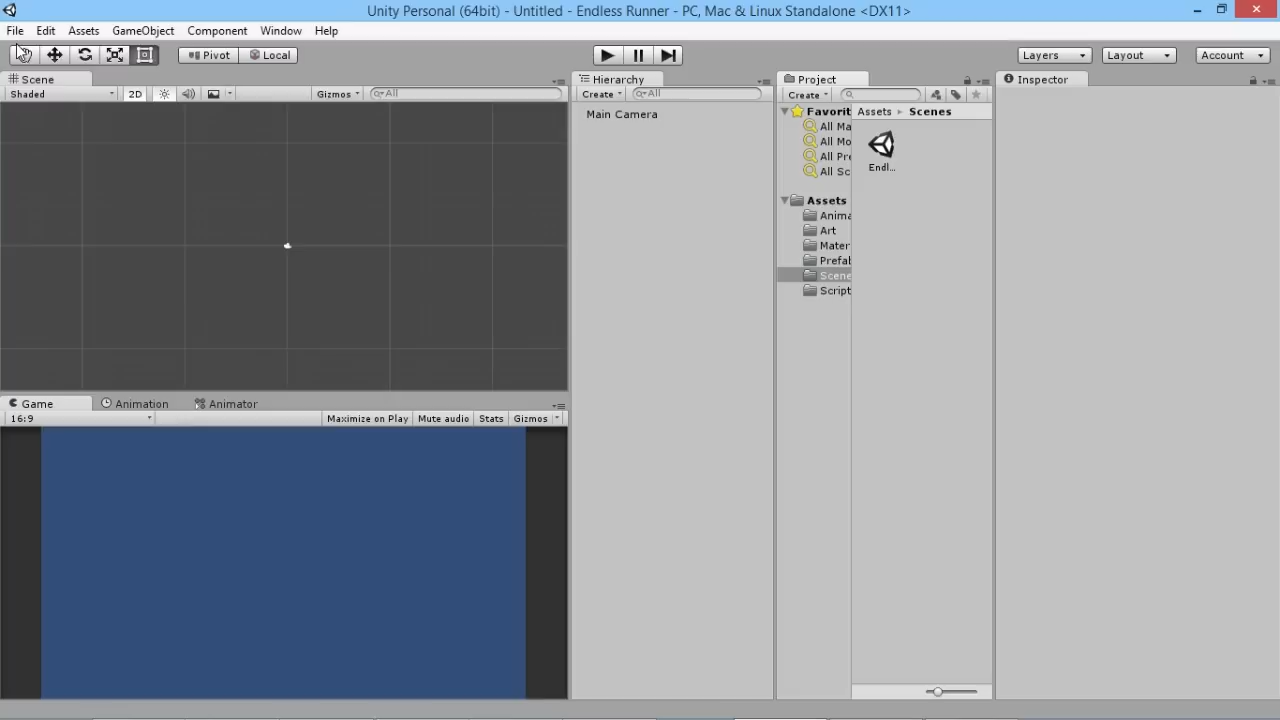 Unity Personal (64bit) - Untitled - Endless Runner - PC, Mac & Linux Standalone <DX11>
File Edit Assets GameObject Component Window Help
Pivot Local Layers Layout Account
Scene
Shaded 2D Gizmos All
Hierarchy
Create All
Main Camera
Project
Create
Favorit
All Ma
All Mo
All Pre
All Sc
Assets
Anima
Art
Mater
Prefab
Scene
Script
Assets ▸ Scenes
Endl...
Inspector
Game Animation Animator
16:9 Maximize on Play Mute audio Stats Gizmos